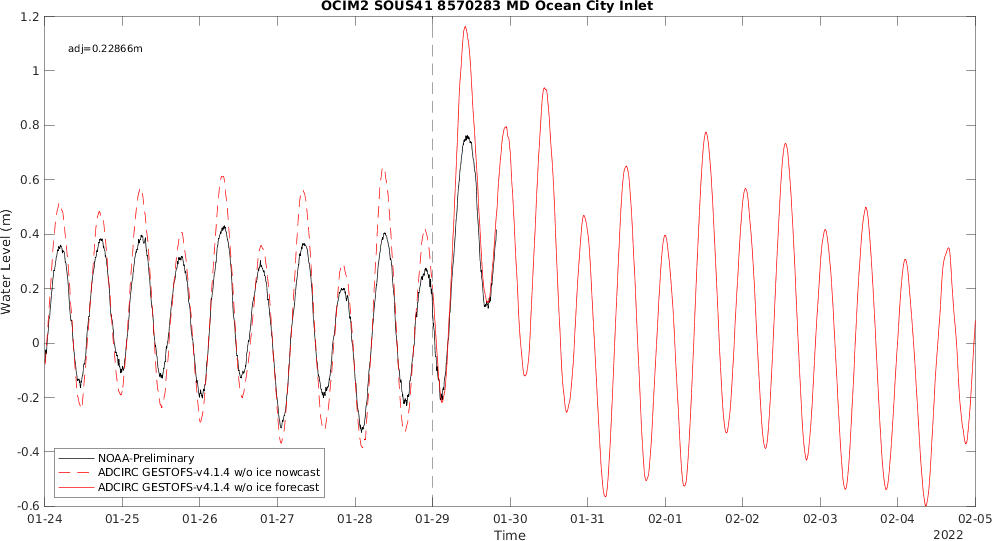 OCIM2 SOUS41 8570283 MD Ocean City Inlet
adj=0.22866m
Water Level (m)
1.2
1
0.8
0.6
0.4
0.2
0
-0.2
-0.4
-0.6
NOAA-Preliminary
ADCIRC GESTOFS-v4.1.4 w/o ice nowcast
ADCIRC GESTOFS-v4.1.4 w/o ice forecast
01-24 01-25 01-26 01-27 01-28 01-29 01-30 01-31 02-01 02-02 02-03 02-04 02-05
Time
2022